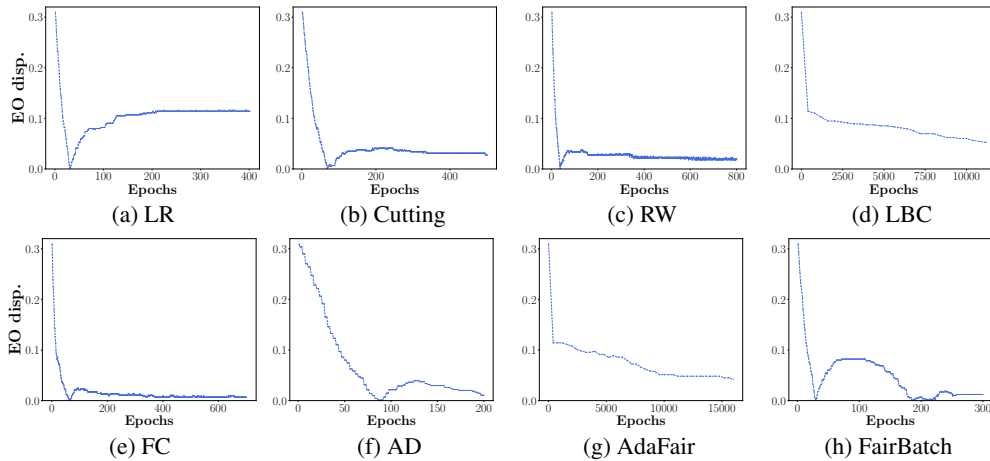 0.3
0.2
0.1
0.0
EO disp.
0 100 200 300 400
Epochs
(a) LR
0.3
0.2
0.1
0.0
0 200 400
Epochs
(b) Cutting
0.3
0.2
0.1
0.0
0 200 400 600 800
Epochs
(c) RW
0.3
0.2
0.1
0.0
0 2500 5000 7500 10000
Epochs
(d) LBC
0.3
0.2
0.1
0.0
EO disp.
0 200 400 600
Epochs
(e) FC
0.3
0.2
0.1
0.0
0 50 100 150 200
Epochs
(f) AD
0.3
0.2
0.1
0.0
0 5000 10000 15000
Epochs
(g) AdaFair
0.3
0.2
0.1
0.0
0 100 200 300
Epochs
(h) FairBatch